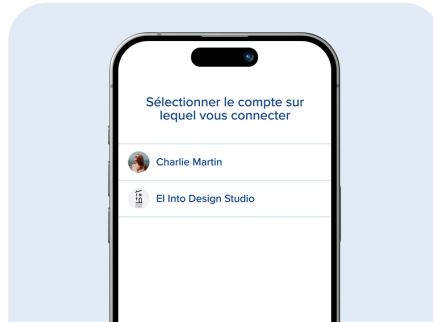 Sélectionner le compte sur
lequel vous connecter
Charlie Martin
El Into Design Studio